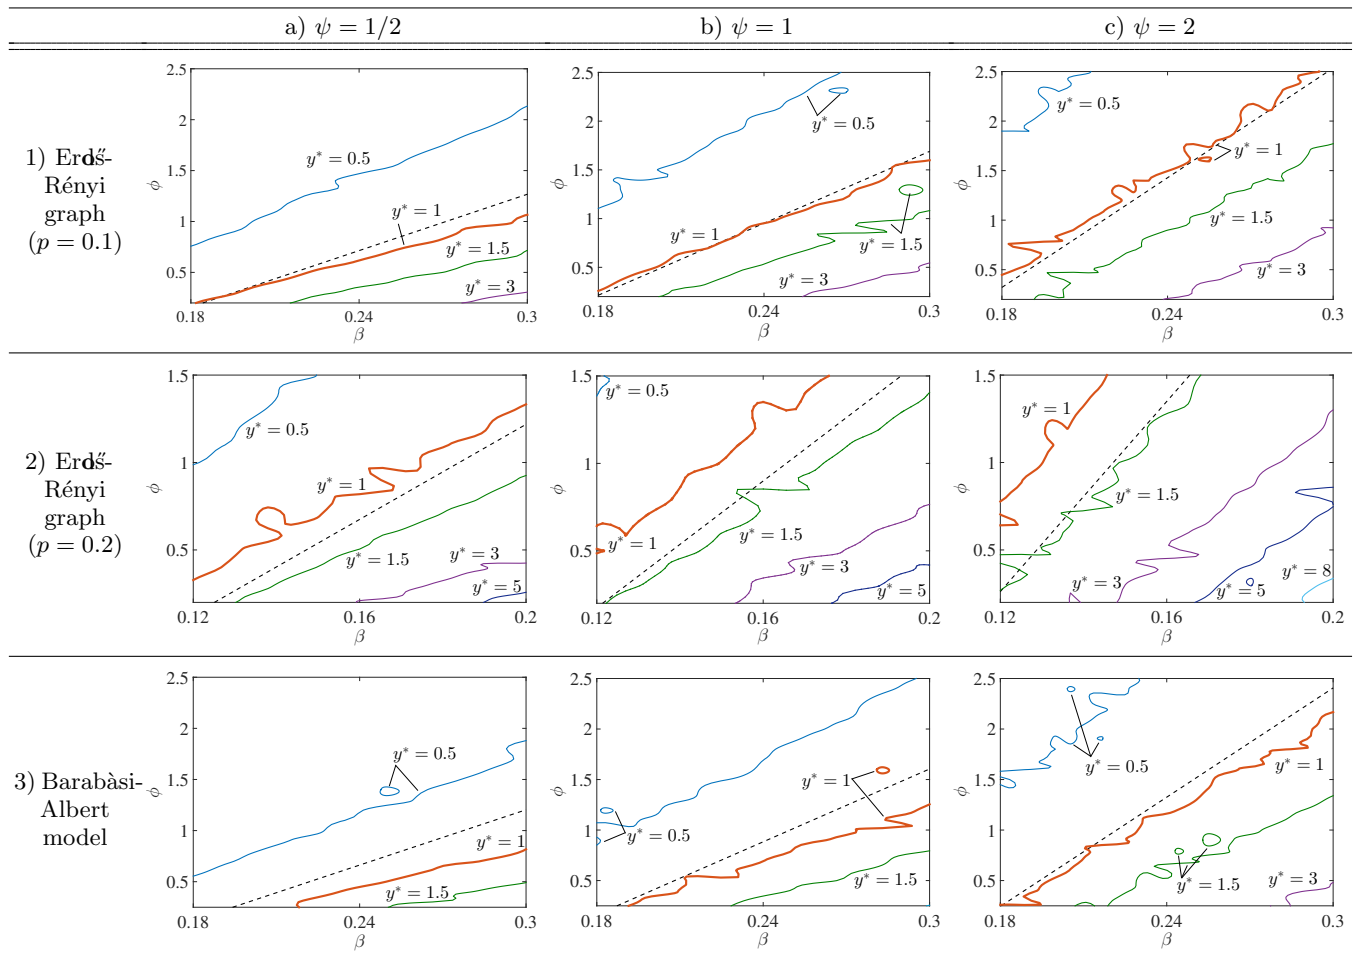 a) ψ = 1/2
b) ψ = 1
c) ψ = 2
1) Erdős-
Rényi
graph
(p = 0.1)
2.5
2
1.5
1
0.5
ϕ
0.18
0.24
0.3
β
y* = 0.5
y* = 1
y* = 1.5
y* = 3
2.5
2
1.5
1
0.5
ϕ
0.18
0.24
0.3
β
y* = 0.5
y* = 1
y* = 1.5
y* = 3
2.5
2
1.5
1
0.5
ϕ
0.18
0.24
0.3
β
y* = 0.5
y* = 1
y* = 1.5
y* = 3
2) Erdős-
Rényi
graph
(p = 0.2)
1.5
1
0.5
ϕ
0.12
0.16
0.2
β
y* = 0.5
y* = 1
y* = 1.5
y* = 3
y* = 5
1.5
1
0.5
ϕ
0.12
0.16
0.2
β
y* = 0.5
y* = 1
y* = 1.5
y* = 3
y* = 5
1.5
1
0.5
ϕ
0.12
0.16
0.2
β
y* = 1
y* = 1.5
y* = 3
y* = 5
y* = 8
3) Barabàsi-
Albert
model
2.5
2
1.5
1
0.5
ϕ
0.18
0.24
0.3
β
y* = 0.5
y* = 1
y* = 1.5
2.5
2
1.5
1
0.5
ϕ
0.18
0.24
0.3
β
y* = 1
y* = 0.5
y* = 1.5
2.5
2
1.5
1
0.5
ϕ
0.18
0.24
0.3
β
y* = 0.5
y* = 1
y* = 1.5
y* = 3